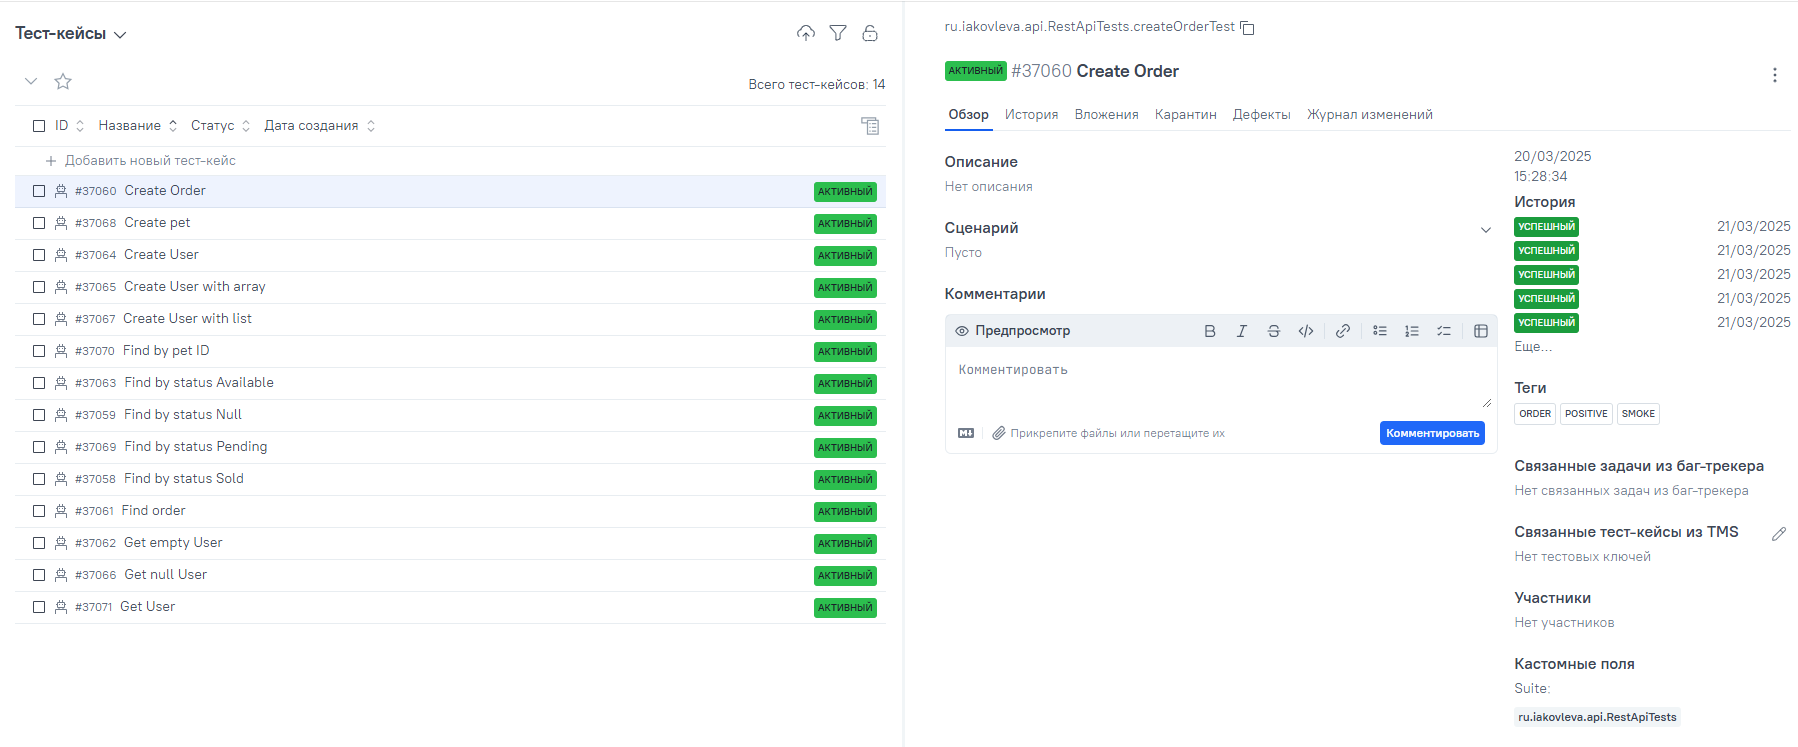 Тест-кейсы
Всего тест-кейсов: 14
ID Название Статус Дата создания
+ Добавить новый тест-кейс
#37060 Create Order АКТИВНЫЙ
#37068 Create pet АКТИВНЫЙ
#37064 Create User АКТИВНЫЙ
#37065 Create User with array АКТИВНЫЙ
#37067 Create User with list АКТИВНЫЙ
#37070 Find by pet ID АКТИВНЫЙ
#37063 Find by status Available АКТИВНЫЙ
#37059 Find by status Null АКТИВНЫЙ
#37069 Find by status Pending АКТИВНЫЙ
#37058 Find by status Sold АКТИВНЫЙ
#37061 Find order АКТИВНЫЙ
#37062 Get empty User АКТИВНЫЙ
#37066 Get null User АКТИВНЫЙ
#37071 Get User АКТИВНЫЙ
ru.iakovleva.api.RestApiTests.createOrderTest
АКТИВНЫЙ #37060 Create Order
Обзор История Вложения Карантин Дефекты Журнал изменений
Описание
Нет описания
Сценарий
Пусто
Комментарии
Предпросмотр
Комментировать
Прикрепите файлы или перетащите их
Комментировать
20/03/2025
15:28:34
История
УСПЕШНЫЙ 21/03/2025
УСПЕШНЫЙ 21/03/2025
УСПЕШНЫЙ 21/03/2025
УСПЕШНЫЙ 21/03/2025
УСПЕШНЫЙ 21/03/2025
Еще...
Теги
ORDER POSITIVE SMOKE
Связанные задачи из баг-трекера
Нет связанных задач из баг-трекера
Связанные тест-кейсы из TMS
Нет тестовых ключей
Участники
Нет участников
Кастомные поля
Suite:
ru.iakovleva.api.RestApiTests